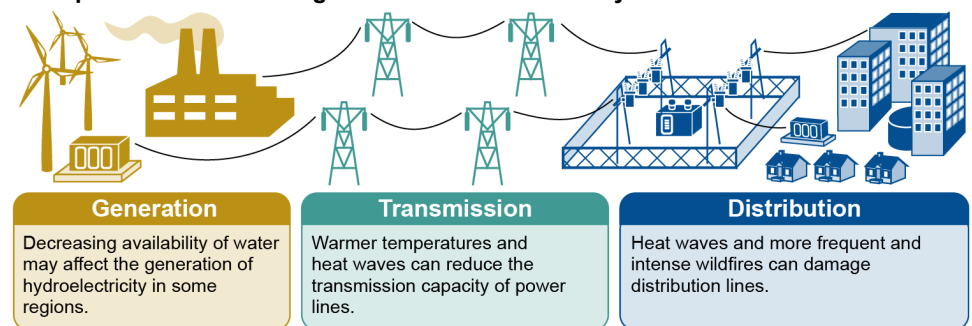 Generation
Decreasing availability of water
may affect the generation of
hydroelectricity in some
regions.
Transmission
Warmer temperatures and
heat waves can reduce the
transmission capacity of power
lines.
Distribution
Heat waves and more frequent and
intense wildfires can damage
distribution lines.